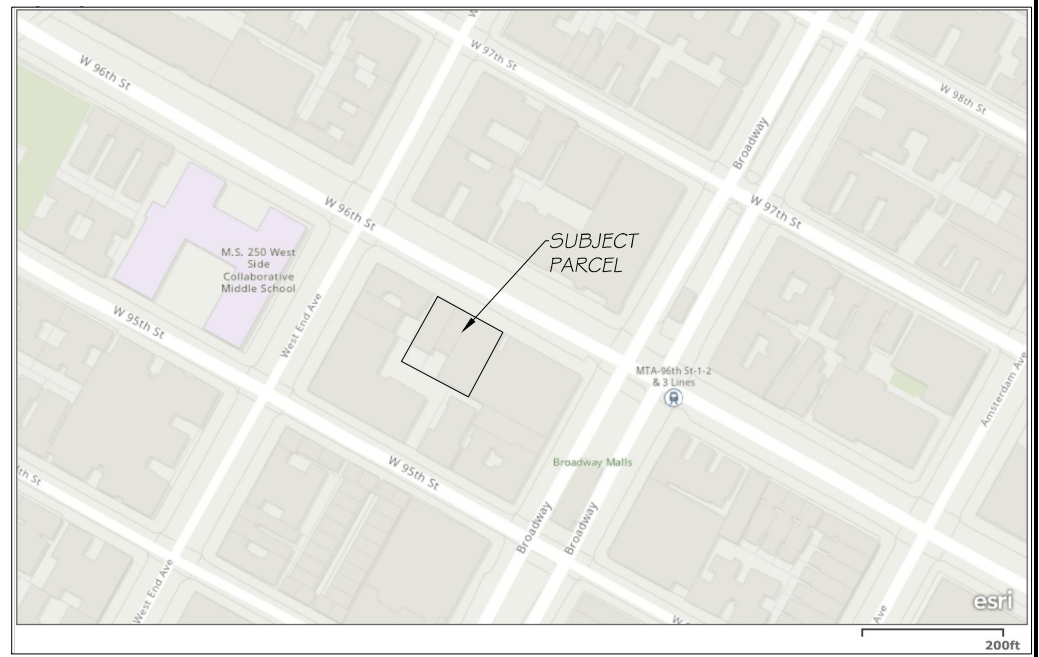 W 96th St
W 97th St
W 98th St
Broadway
W 96th St
W 97th St
SUBJECT
PARCEL
M.S. 250 West
Side
Collaborative
Middle School
W 95th St
West End Ave
MTA-96th St-1-2
& 3 Lines
Amsterdam Ave
W 95th St
Broadway Malls
Broadway
Broadway
West End Ave
Ave
esri
200ft